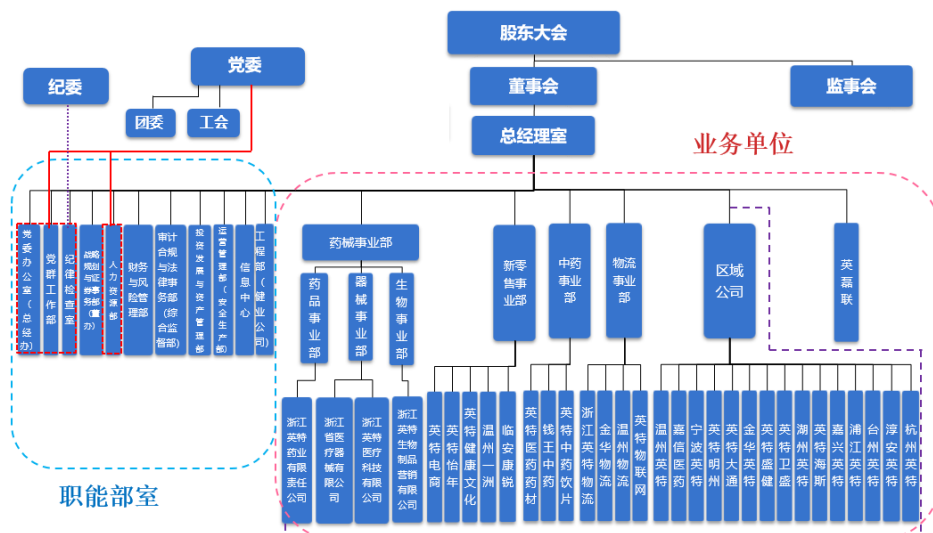 股东大会
党委
纪委
董事会
监事会
团委
工会
总经理室
业务单位
党委办公室（总经办）
党群工作部
纪律检查室
人力资源部
财务与风险管理部
审计合规与法律事务部(综合监督部)
投资发展与资产管理部
运营管理部（安全生产部）
信息中心
工程部（健业公司）
药械事业部
药品事业部
器械事业部
生物事业部
新零售事业部
中药事业部
物流事业部
区域公司
英磊联
浙江英特药业有限责任公司
浙江省医疗器械有限公司
浙江英特医疗科技有限公司
浙江英特生物制品营销有限公司
英特电商
英特怡年
英特健康文化
温州一洲
临安康锐
英特医药药材
钱王中药
英特中药饮片
浙江英特物流
金华物流
温州物流
英特物联网
温州英特
嘉信医药
宁波英特
英特明州
英特大通
金华英特
英特盛健
英特卫盛
湖州英特
英特海斯
嘉兴英特
浦江英特
台州英特
淳安英特
杭州英特
职能部室